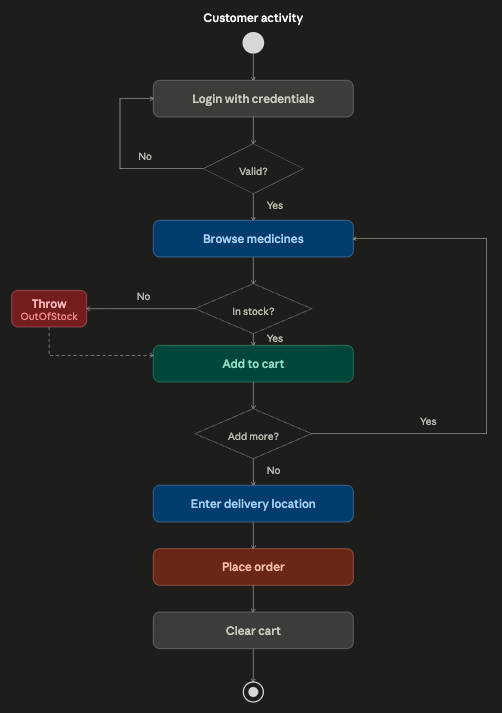 Customer activity
Login with credentials
No
Valid?
Yes
Browse medicines
Throw
OutOfStock
No
In stock?
Yes
Add to cart
Add more?
Yes
No
Enter delivery location
Place order
Clear cart